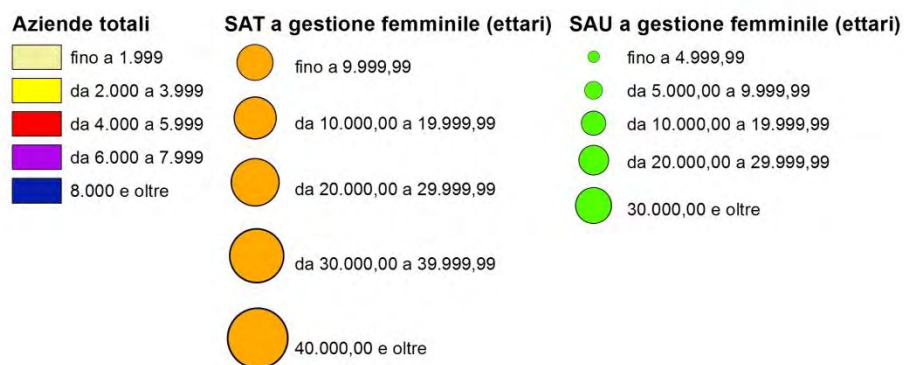 Aziende totali
fino a 1.999
da 2.000 a 3.999
da 4.000 a 5.999
da 6.000 a 7.999
8.000 e oltre
SAT a gestione femminile (ettari)
fino a 9.999,99
da 10.000,00 a 19.999,99
da 20.000,00 a 29.999,99
da 30.000,00 a 39.999,99
40.000,00 e oltre
SAU a gestione femminile (ettari)
fino a 4.999,99
da 5.000,00 a 9.999,99
da 10.000,00 a 19.999,99
da 20.000,00 a 29.999,99
30.000,00 e oltre